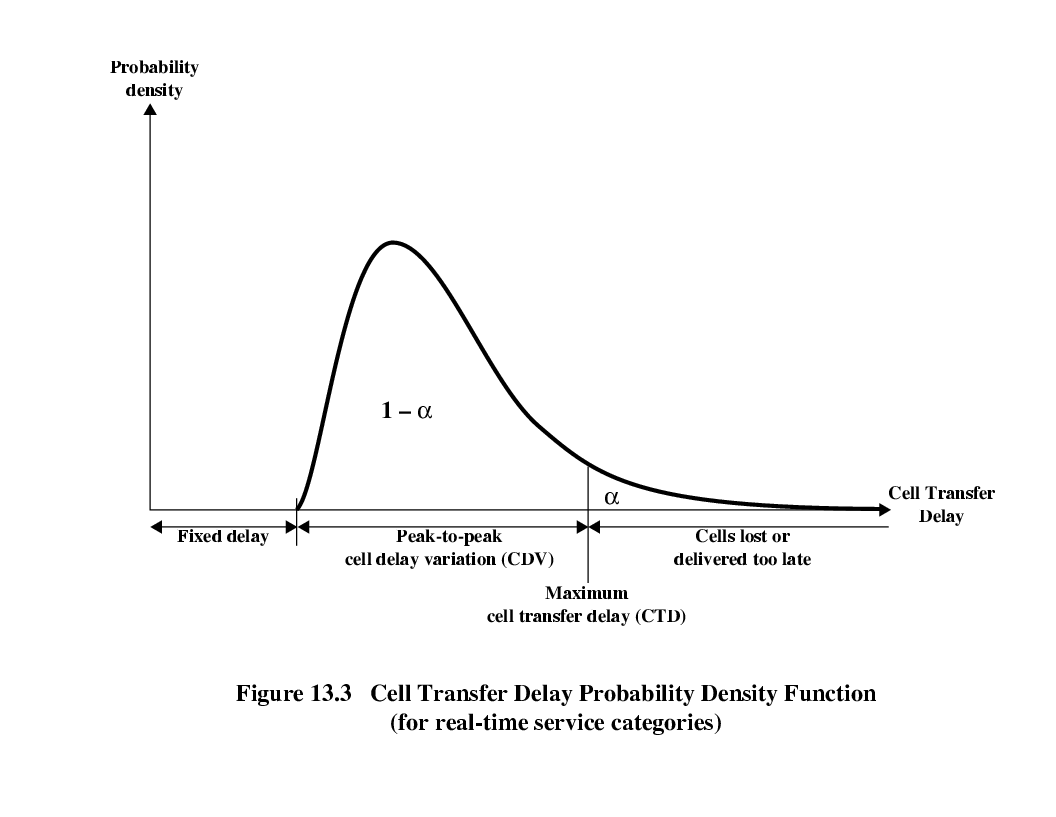 Probability
density
1 – α
α
Cell Transfer
Delay
Fixed delay
Peak-to-peak
cell delay variation (CDV)
Cells lost or
delivered too late
Maximum
cell transfer delay (CTD)
Figure 13.3 Cell Transfer Delay Probability Density Function
(for real-time service categories)